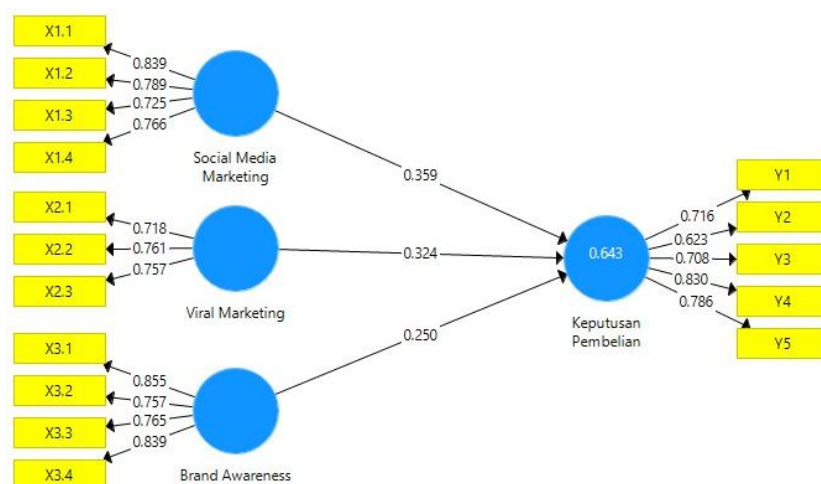 X1.1
X1.2
X1.3
X1.4
0.839
0.789
0.725
0.766
Social Media
Marketing
X2.1
X2.2
X2.3
0.718
0.761
0.757
Viral Marketing
X3.1
X3.2
X3.3
X3.4
0.855
0.757
0.765
0.839
Brand Awareness
0.359
0.324
0.250
0.643
Keputusan
Pembelian
0.716
0.623
0.708
0.830
0.786
Y1
Y2
Y3
Y4
Y5